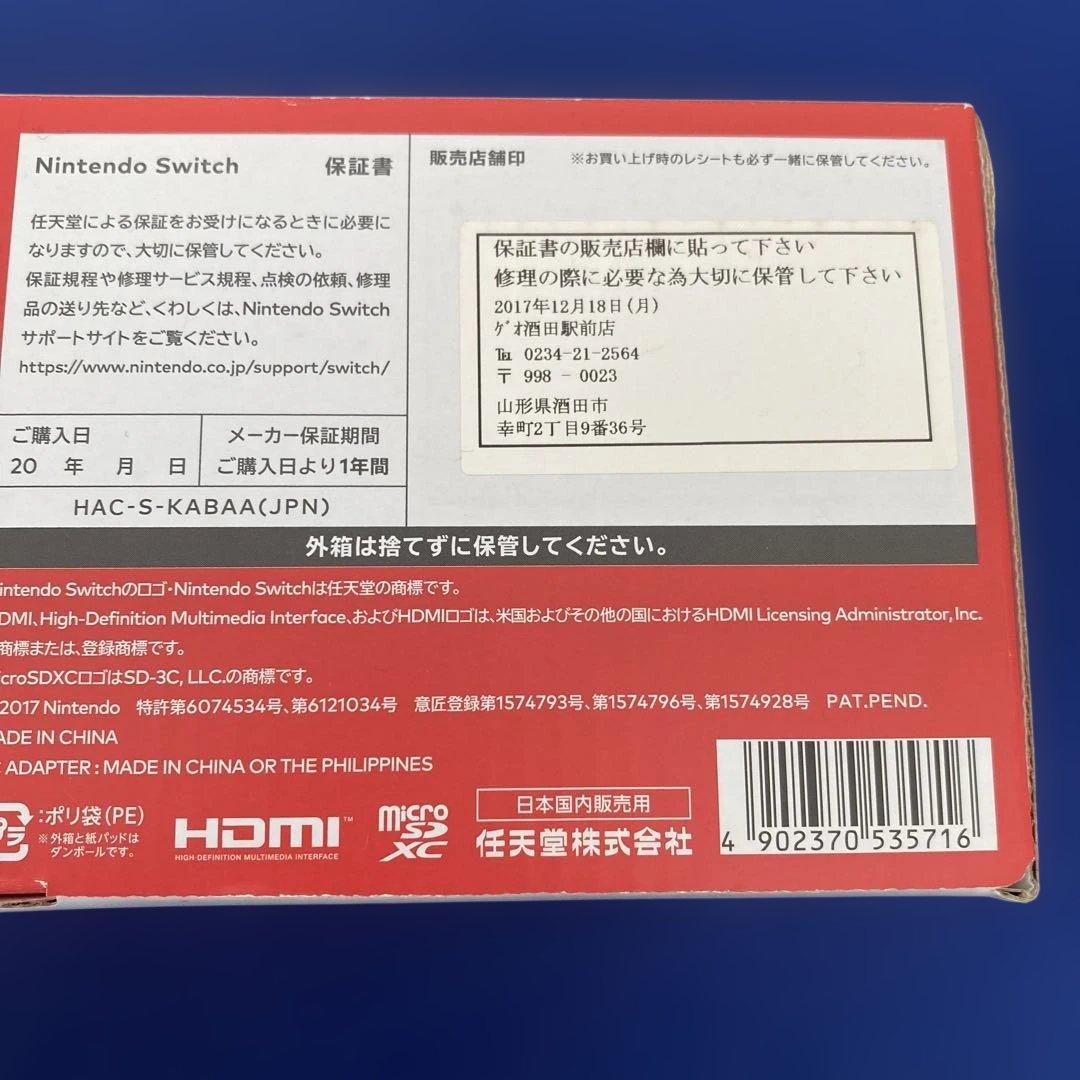 Nintendo Switch 保証書
任天堂による保証をお受けになるときに必要に
なりますので、大切に保管してください。
保証規程や修理サービス規程、点検の依頼、修理
品の送り先など、くわしくは、Nintendo Switch
サポートサイトをご覧ください。
https://www.nintendo.co.jp/support/switch/
ご購入日
20 年 月 日
メーカー保証期間
ご購入日より1年間
HAC-S-KABAA(JPN)
販売店舗印 ※お買い上げ時のレシートも必ず一緒に保管してください。
保証書の販売店欄に貼って下さい
修理の際に必要な為大切に保管して下さい
2017年12月18日(月)
ｹﾞｵ酒田駅前店
℡ 0234-21-2564
〒 998 - 0023
山形県酒田市
幸町2丁目9番36号
外箱は捨てずに保管してください。
intendo Switchのロゴ・Nintendo Switchは任天堂の商標です。
DMI、High-Definition Multimedia Interface、およびHDMIロゴは、米国およびその他の国におけるHDMI Licensing Administrator, Inc.
商標または、登録商標です。
icroSDXCロゴはSD-3C, LLC.の商標です。
2017 Nintendo 特許第6074534号、第6121034号 意匠登録第1574793号、第1574796号、第1574928号 PAT.PEND.
ADE IN CHINA
ADAPTER : MADE IN CHINA OR THE PHILIPPINES
プラ
:ポリ袋(PE)
※外箱と紙パッドは
ダンボールです。
HDMI™
HIGH-DEFINITION MULTIMEDIA INTERFACE
micro
SD
XC
日本国内販売用
任天堂株式会社
4 902370 535716